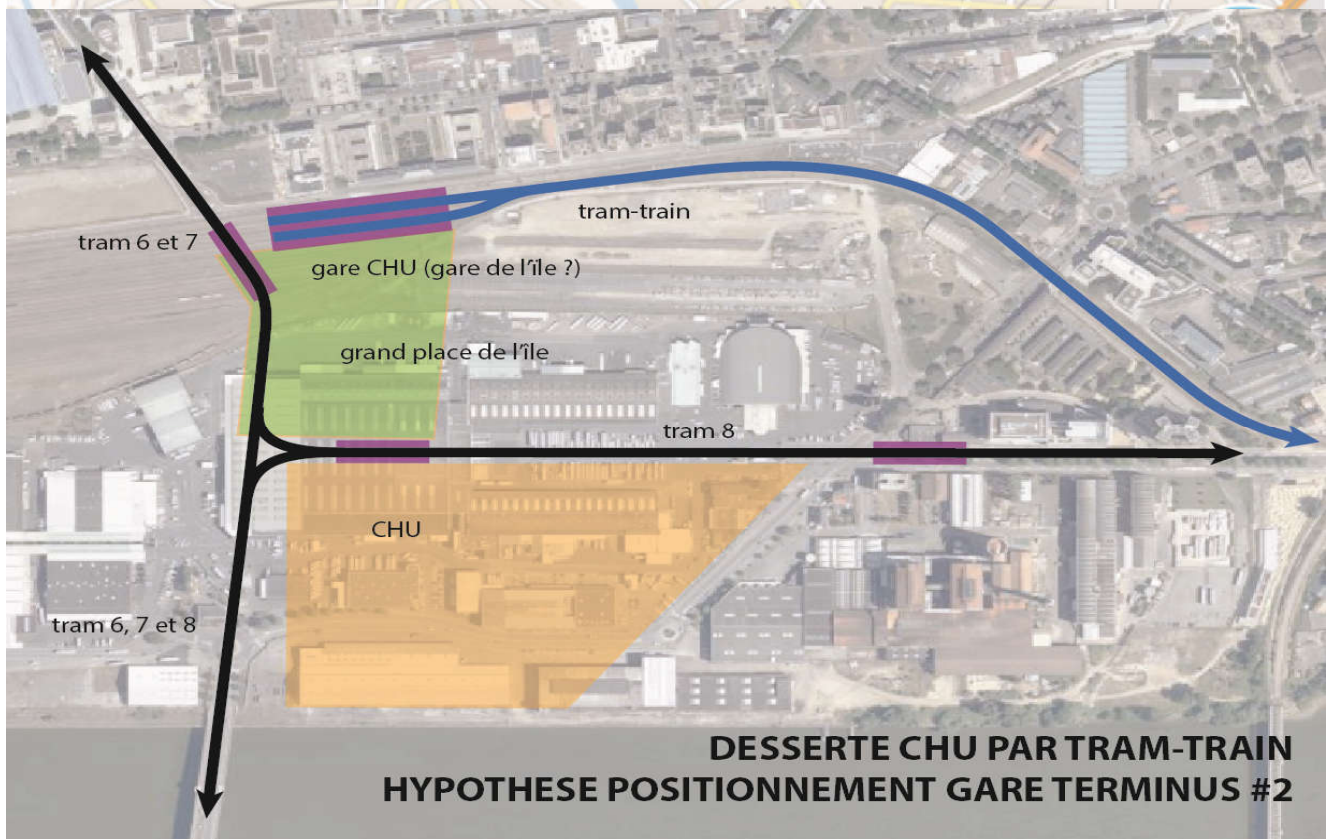 tram-train
tram 6 et 7
gare CHU (gare de l'île ?)
grand place de l'île
tram 8
CHU
tram 6, 7 et 8
DESSERTE CHU PAR TRAM-TRAIN
HYPOTHESE POSITIONNEMENT GARE TERMINUS #2